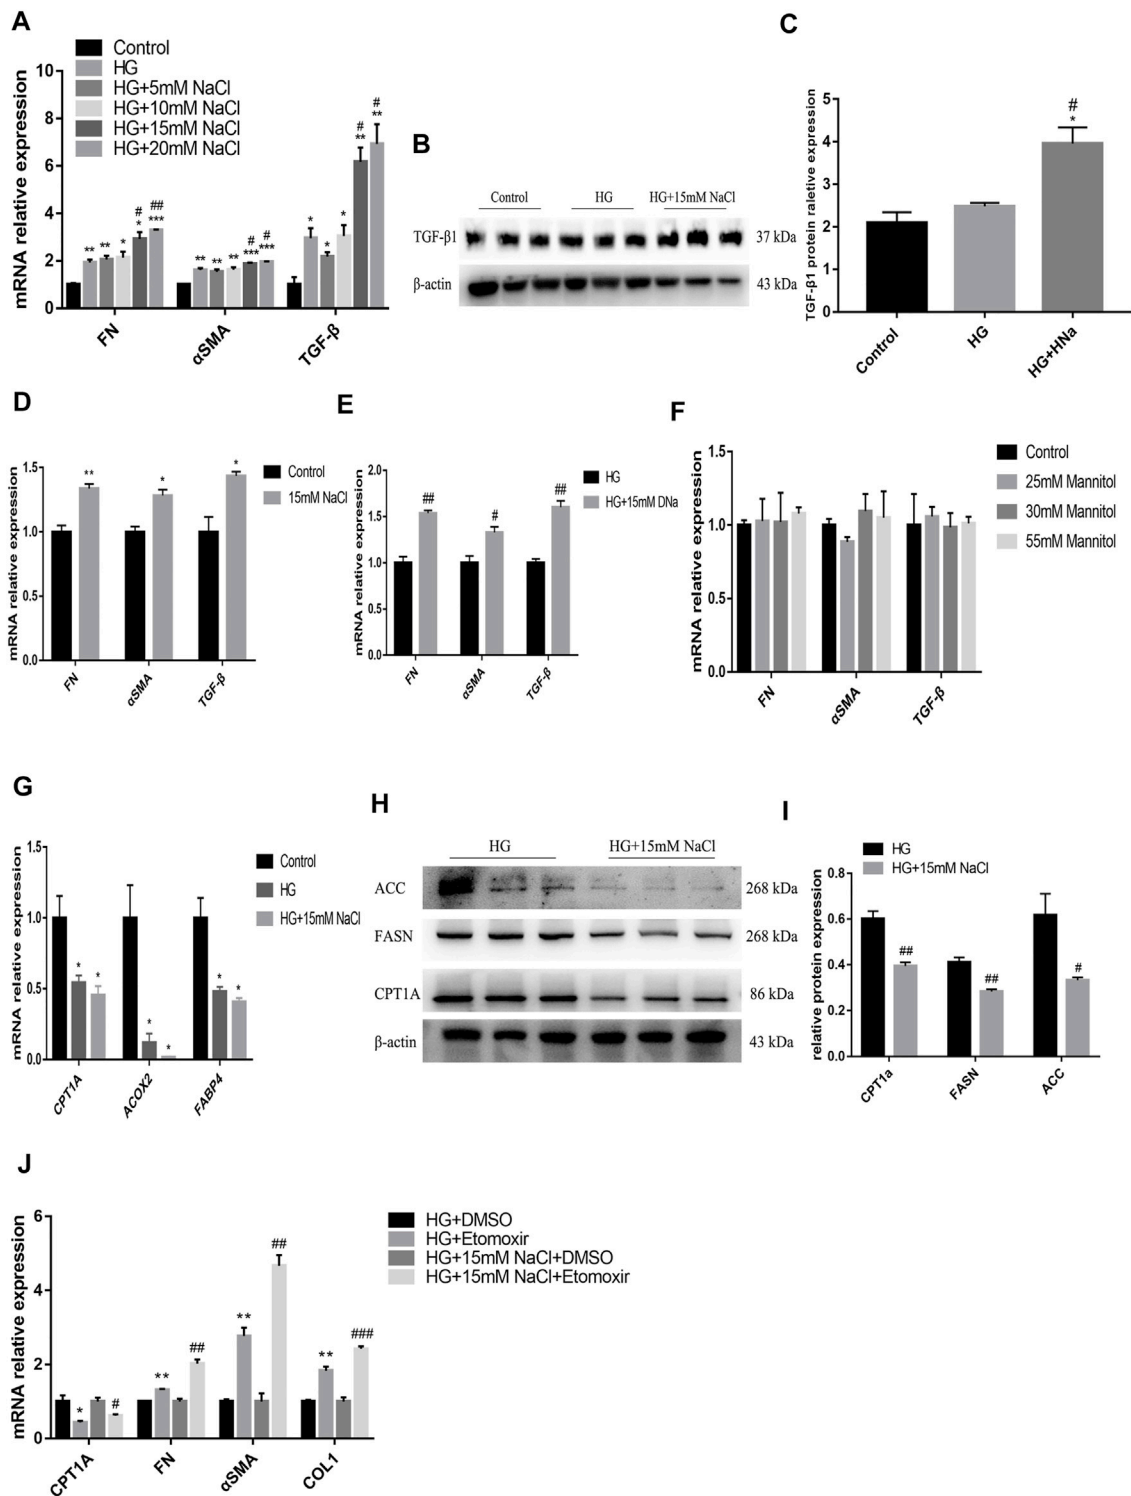 A
Control
HG
HG+5mM NaCl
HG+10mM NaCl
HG+15mM NaCl
HG+20mM NaCl
mRNA relative expression
10
8
6
4
2
0
** ** * # * ## ***
** ** ** # *** # ***
* * * # ** # **
FN
αSMA
TGF-β
B
Control HG HG+15mM NaCl
TGF-β1 37 kDa
β-actin 43 kDa
C
TGF-β1 protein raletive expression
5
4
3
2
1
0
#
*
Control
HG
HG+HNa
D
mRNA relative expression
1.5
1.0
0.5
0.0
** * *
FN
αSMA
TGF-β
Control
15mM NaCl
E
mRNA relative expression
2.0
1.5
1.0
0.5
0.0
## # ##
FN
αSMA
TGF-β
HG
HG+15mM DNa
F
mRNA relative expression
1.5
1.0
0.5
0.0
FN
αSMA
TGF-β
Control
25mM Mannitol
30mM Mannitol
55mM Mannitol
G
mRNA relative expression
1.5
1.0
0.5
0.0
* * * * * *
CPT1A
ACOX2
FABP4
Control
HG
HG+15mM NaCl
H
HG HG+15mM NaCl
ACC 268 kDa
FASN 268 kDa
CPT1A 86 kDa
β-actin 43 kDa
I
HG
HG+15mM NaCl
relative protein expression
0.8
0.6
0.4
0.2
0.0
## ## #
CPT1a
FASN
ACC
J
mRNA relative expression
6
4
2
0
* # ** ## ** ## ** ###
CPT1A
FN
αSMA
COL1
HG+DMSO
HG+Etomoxir
HG+15mM NaCl+DMSO
HG+15mM NaCl+Etomoxir